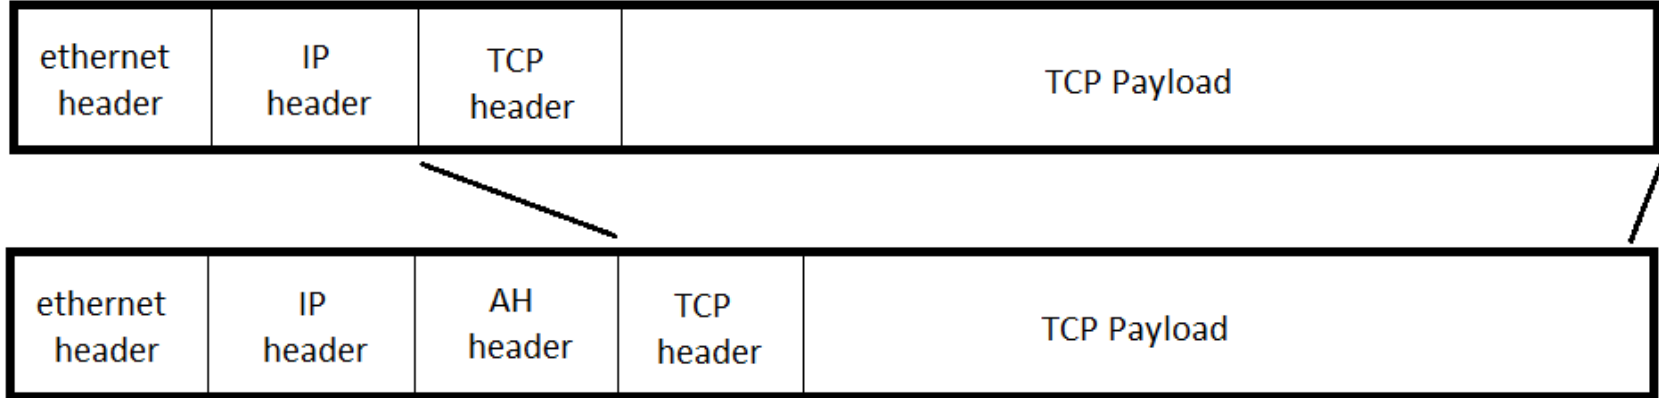 ethernet
header
IP
header
TCP
header
TCP Payload
ethernet
header
IP
header
AH
header
TCP
header
TCP Payload